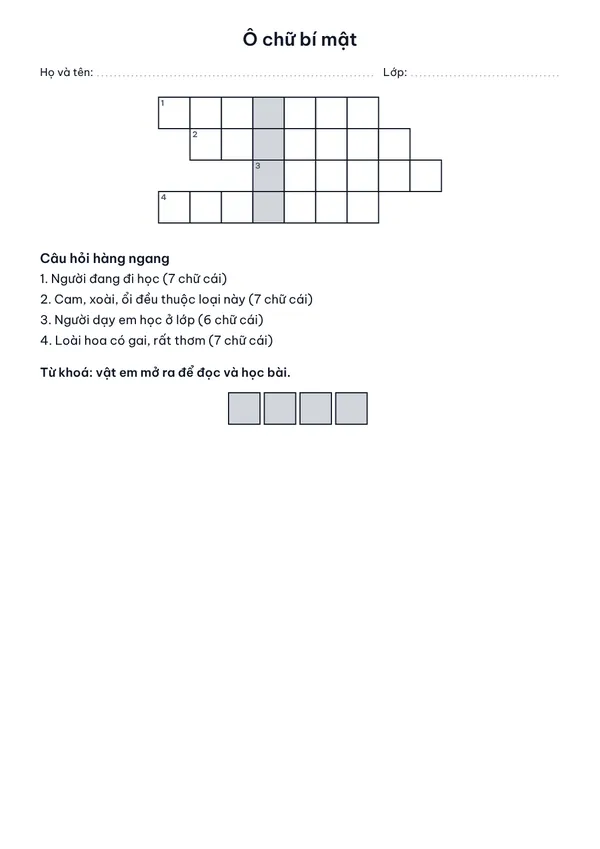 Ô chữ bí mật
Họ và tên: ........................................................ Lớp: ..............................
1
2
3
4
Câu hỏi hàng ngang
1. Người đang đi học (7 chữ cái)
2. Cam, xoài, ổi đều thuộc loại này (7 chữ cái)
3. Người dạy em học ở lớp (6 chữ cái)
4. Loài hoa có gai, rất thơm (7 chữ cái)
Từ khoá: vật em mở ra để đọc và học bài.